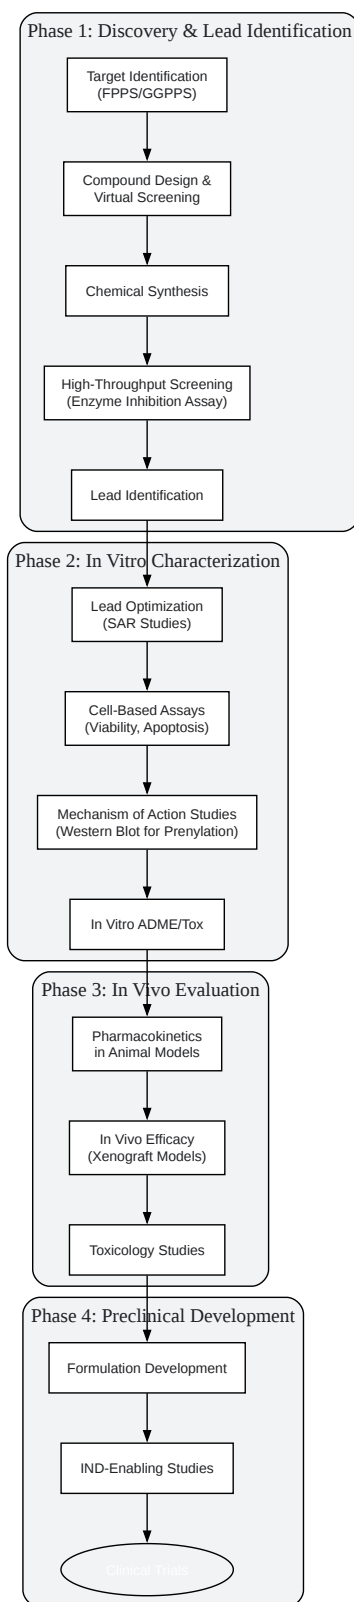 Phase 1: Discovery & Lead Identification
Target Identification
(FPPS/GGPPS)
Compound Design &
Virtual Screening
Chemical Synthesis
High-Throughput Screening
(Enzyme Inhibition Assay)
Lead Identification
Phase 2: In Vitro Characterization
Lead Optimization
(SAR Studies)
Cell-Based Assays
(Viability, Apoptosis)
Mechanism of Action Studies
(Western Blot for Prenylation)
In Vitro ADME/Tox
Phase 3: In Vivo Evaluation
Pharmacokinetics
in Animal Models
In Vivo Efficacy
(Xenograft Models)
Toxicology Studies
Phase 4: Preclinical Development
Formulation Development
IND-Enabling Studies
Clinical Trials